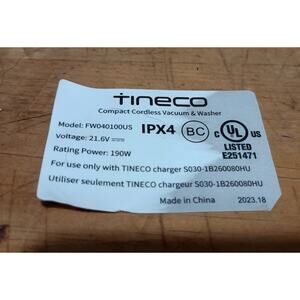 Tineco
Compact Cordless Vacuum & Washer
Model: FW040100US
Voltage: 21.6V⎓
Rating Power: 190W
IPX4
BC
C UL US
LISTED
E251471
For use only with TINECO charger S030-1B260080HU
Utiliser seulement TINECO chargeur S030-1B260080HU
Made in China
2023.18